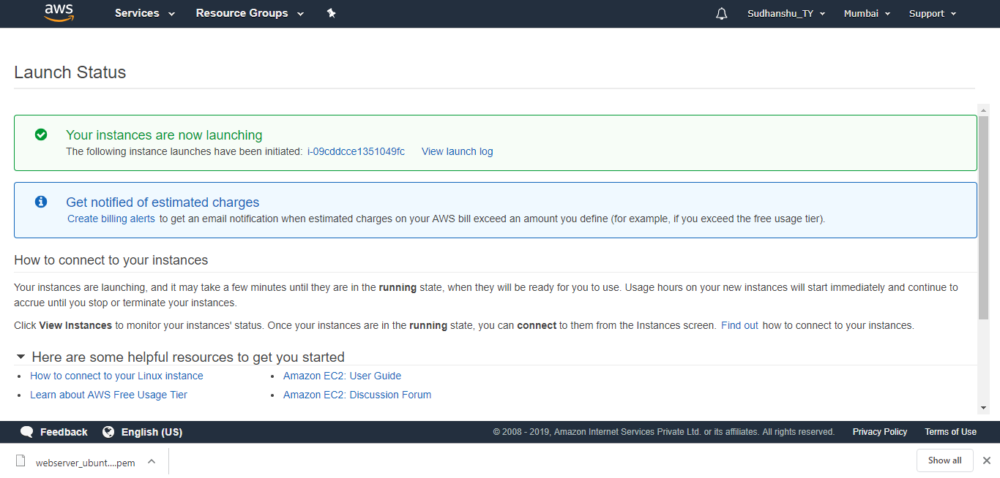 aws Services Resource Groups Sudhanshu_TY Mumbai Support
Launch Status
Your instances are now launching
The following instance launches have been initiated: i-09cddcce1351049fc View launch log
Get notified of estimated charges
Create billing alerts to get an email notification when estimated charges on your AWS bill exceed an amount you define (for example, if you exceed the free usage tier).
How to connect to your instances
Your instances are launching, and it may take a few minutes until they are in the running state, when they will be ready for you to use. Usage hours on your new instances will start immediately and continue to
accrue until you stop or terminate your instances.
Click View Instances to monitor your instances' status. Once your instances are in the running state, you can connect to them from the Instances screen. Find out how to connect to your instances.
Here are some helpful resources to get you started
• How to connect to your Linux instance • Amazon EC2: User Guide
• Learn about AWS Free Usage Tier • Amazon EC2: Discussion Forum
Feedback English (US) © 2008 - 2019, Amazon Internet Services Private Ltd. or its affiliates. All rights reserved. Privacy Policy Terms of Use
webserver_ubunt....pem Show all